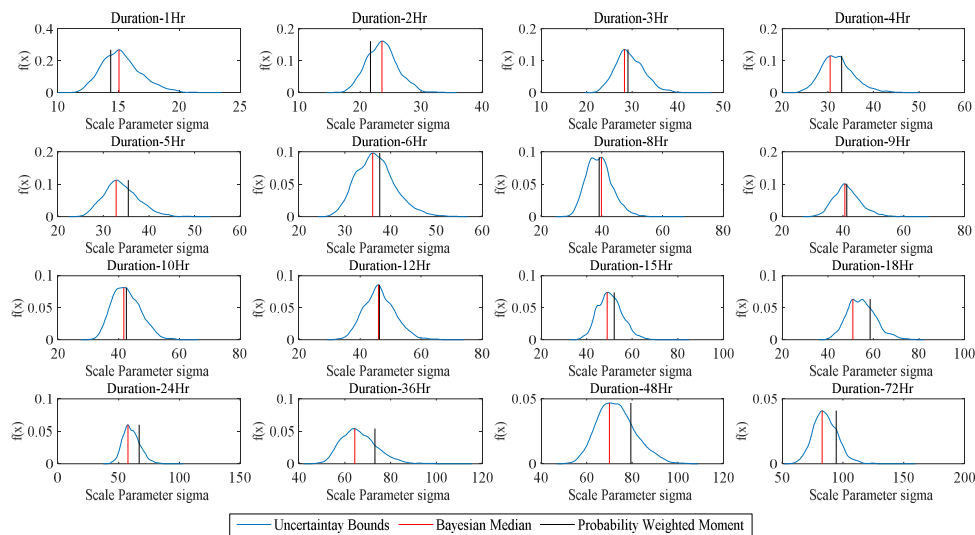 Duration-1Hr Duration-2Hr Duration-3Hr Duration-4Hr
f(x) 0.4 0.2 0 f(x) 0.2 0.1 0 f(x) 0.2 0.1 0 f(x) 0.2 0.1 0
10 15 20 25 10 20 30 40 10 20 30 40 50 20 30 40 50 60
Scale Parameter sigma Scale Parameter sigma Scale Parameter sigma Scale Parameter sigma
Duration-5Hr Duration-6Hr Duration-8Hr Duration-9Hr
f(x) 0.2 0.1 0 f(x) 0.1 0.05 0 f(x) 0.1 0.05 0 f(x) 0.2 0.1 0
20 30 40 50 60 20 30 40 50 60 20 40 60 80 20 40 60 80
Scale Parameter sigma Scale Parameter sigma Scale Parameter sigma Scale Parameter sigma
Duration-10Hr Duration-12Hr Duration-15Hr Duration-18Hr
f(x) 0.1 0.05 0 f(x) 0.1 0.05 0 f(x) 0.1 0.05 0 f(x) 0.1 0.05 0
20 40 60 80 20 40 60 80 20 40 60 80 100 20 40 60 80 100
Scale Parameter sigma Scale Parameter sigma Scale Parameter sigma Scale Parameter sigma
Duration-24Hr Duration-36Hr Duration-48Hr Duration-72Hr
f(x) 0.1 0.05 0 f(x) 0.1 0.05 0 f(x) 0.05 0 f(x) 0.05 0
0 50 100 150 40 60 80 100 120 40 60 80 100 120 50 100 150 200
Scale Parameter sigma Scale Parameter sigma Scale Parameter sigma Scale Parameter sigma
Uncertaintay Bounds Bayesian Median Probability Weighted Moment